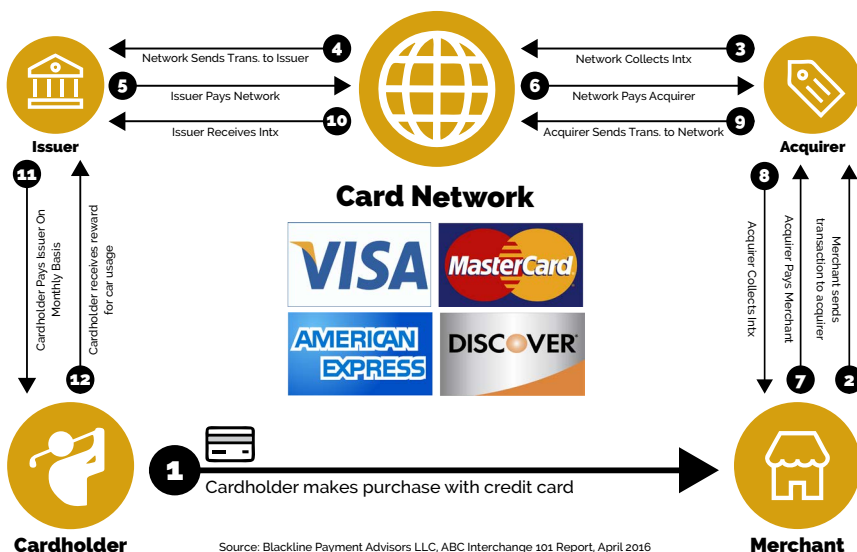 4
Network Sends Trans. to Issuer
3
Network Collects Intx
5
Issuer Pays Network
6
Network Pays Acquirer
10
Issuer Receives Intx
9
Acquirer Sends Trans. to Network
Issuer
Acquirer
Card Network
11
Cardholder Pays Issuer On
Monthly Basis
Cardholder receives reward
for car usage
12
VISA
MasterCard
AMERICAN
EXPRESS
DISCOVER
8
Acquirer Collects Intx
Acquirer Pays Merchant
7
Merchant sends
transaction to acquirer
2
1
Cardholder makes purchase with credit card
Cardholder
Merchant
Source: Blackline Payment Advisors LLC, ABC Interchange 101 Report, April 2016